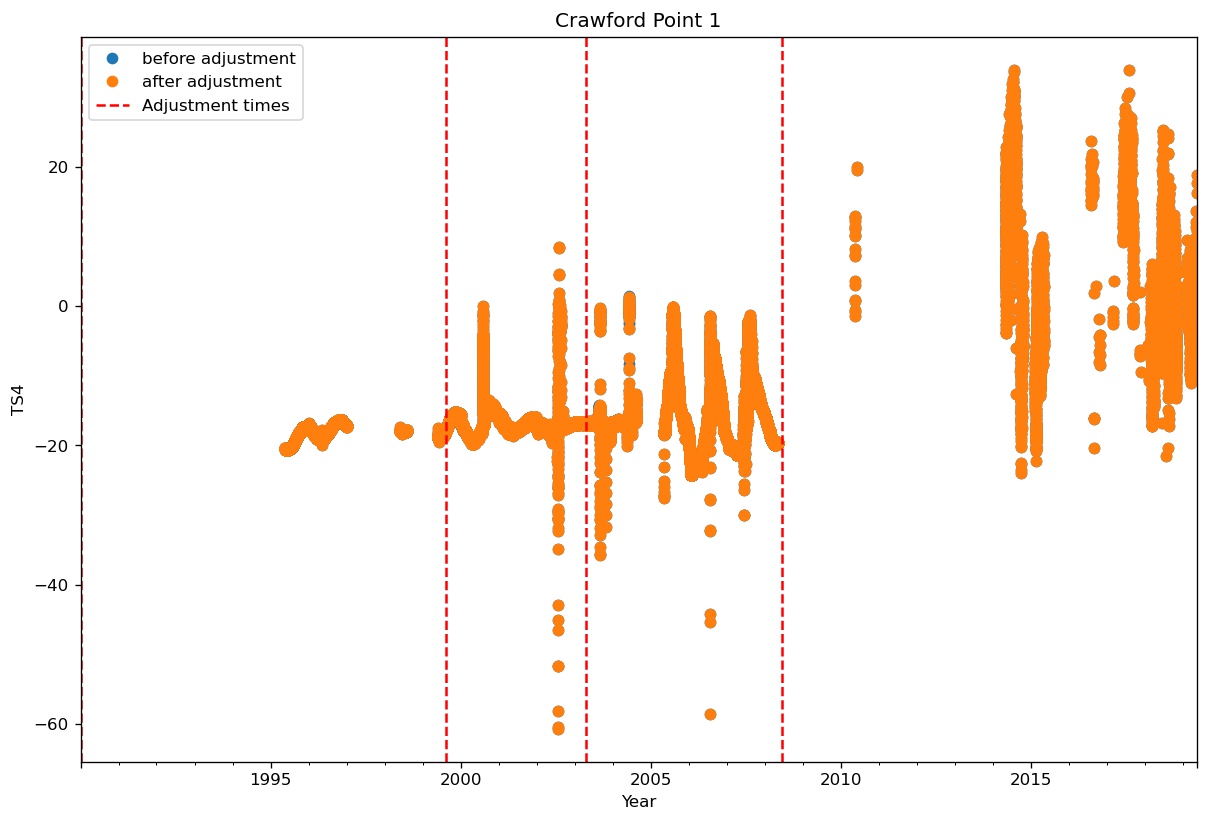 Crawford Point 1
before adjustment
after adjustment
Adjustment times
TS4
20
0
−20
−40
−60
1995
2000
2005
2010
2015
Year